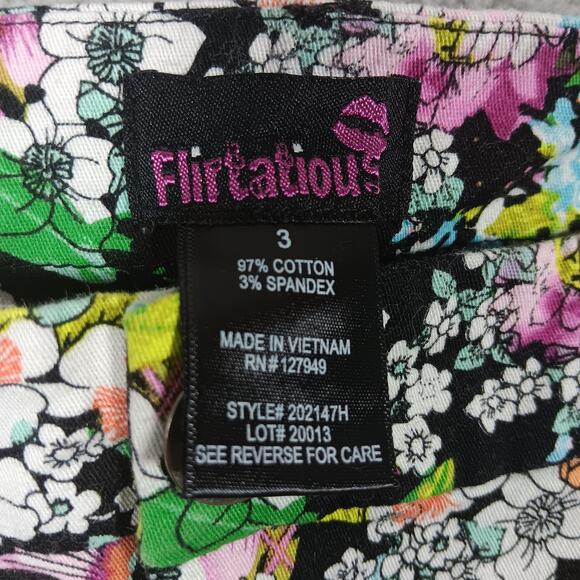 Flirtatious
3
97% COTTON
3% SPANDEX
MADE IN VIETNAM
RN# 127949
STYLE# 202147H
LOT# 20013
SEE REVERSE FOR CARE